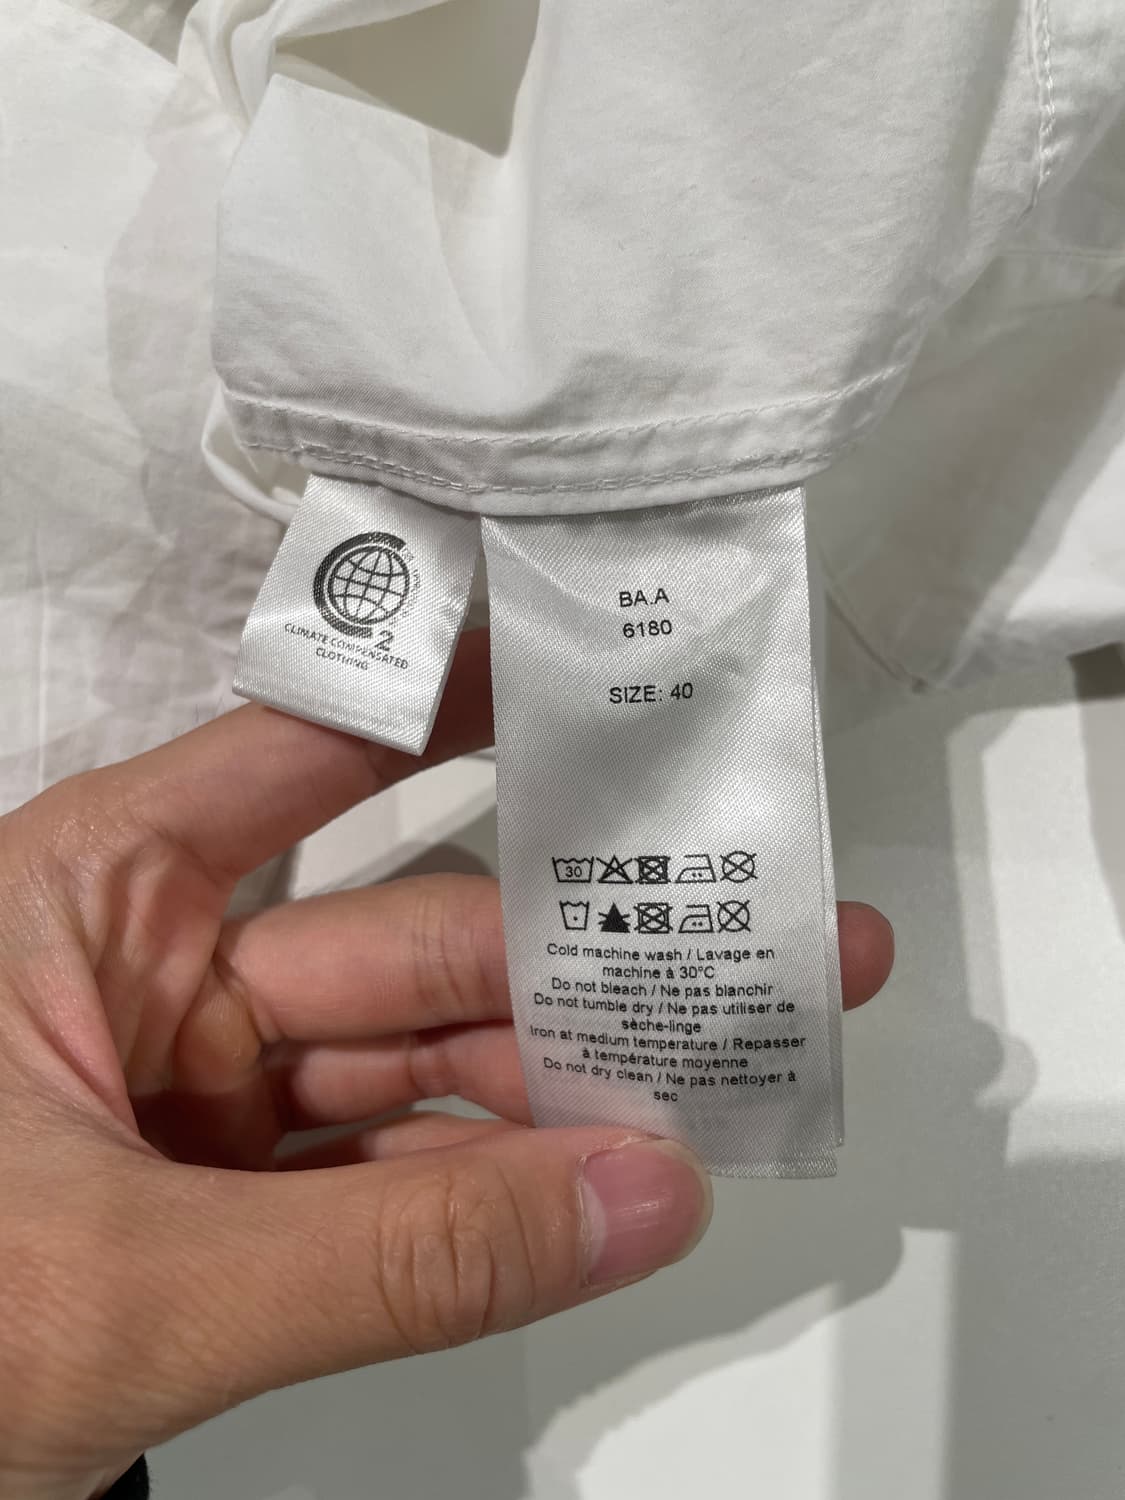 2
CLIMATE COMPENSATED
CLOTHING
BA.A
6180
SIZE: 40
30
Cold machine wash / Lavage en
machine à 30°C
Do not bleach / Ne pas blanchir
Do not tumble dry / Ne pas utiliser de
sèche-linge
Iron at medium temperature / Repasser
à température moyenne
Do not dry clean / Ne pas nettoyer à
sec